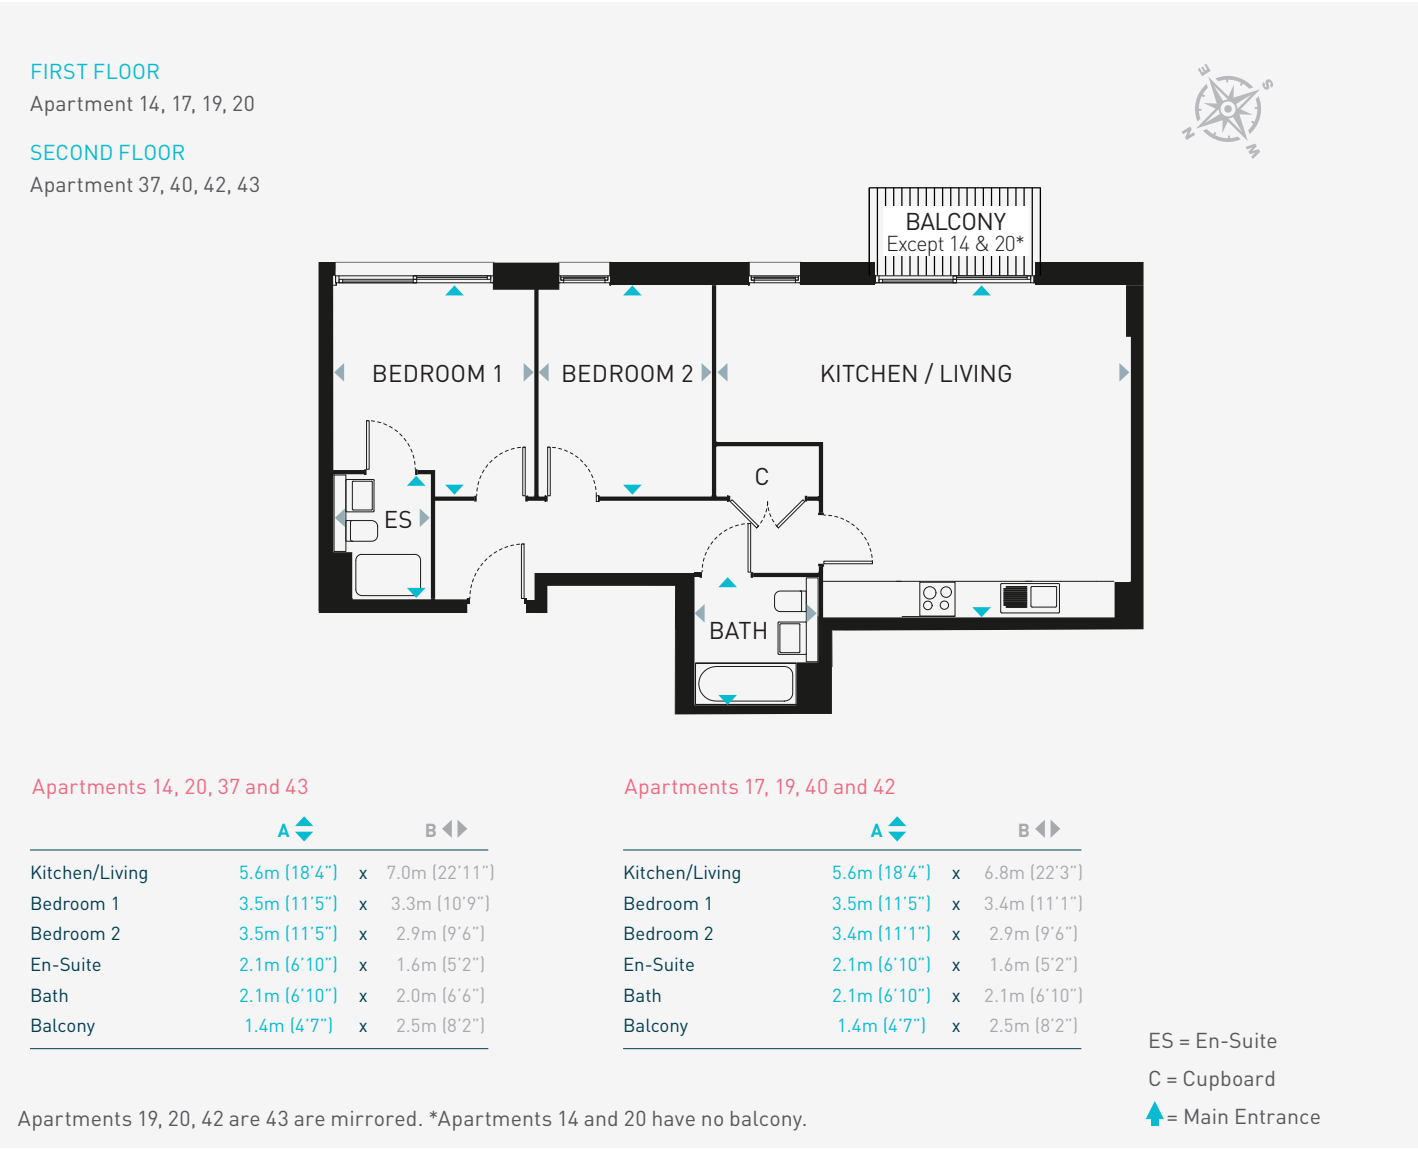 FIRST FLOOR
Apartment 14, 17, 19, 20
SECOND FLOOR
Apartment 37, 40, 42, 43
E
S
N
W
BALCONY
Except 14 & 20*
BEDROOM 1
BEDROOM 2
KITCHEN / LIVING
C
ES
BATH
Apartments 14, 20, 37 and 43
A B
Kitchen/Living 5.6m (18'4") x 7.0m (22'11")
Bedroom 1 3.5m (11'5") x 3.3m (10'9")
Bedroom 2 3.5m (11'5") x 2.9m (9'6")
En-Suite 2.1m (6'10") x 1.6m (5'2")
Bath 2.1m (6'10") x 2.0m (6'6")
Balcony 1.4m (4'7") x 2.5m (8'2")
Apartments 17, 19, 40 and 42
A B
Kitchen/Living 5.6m (18'4") x 6.8m (22'3")
Bedroom 1 3.5m (11'5") x 3.4m (11'1")
Bedroom 2 3.4m (11'1") x 2.9m (9'6")
En-Suite 2.1m (6'10") x 1.6m (5'2")
Bath 2.1m (6'10") x 2.1m (6'10")
Balcony 1.4m (4'7") x 2.5m (8'2")
ES = En-Suite
C = Cupboard
= Main Entrance
Apartments 19, 20, 42 are 43 are mirrored. *Apartments 14 and 20 have no balcony.